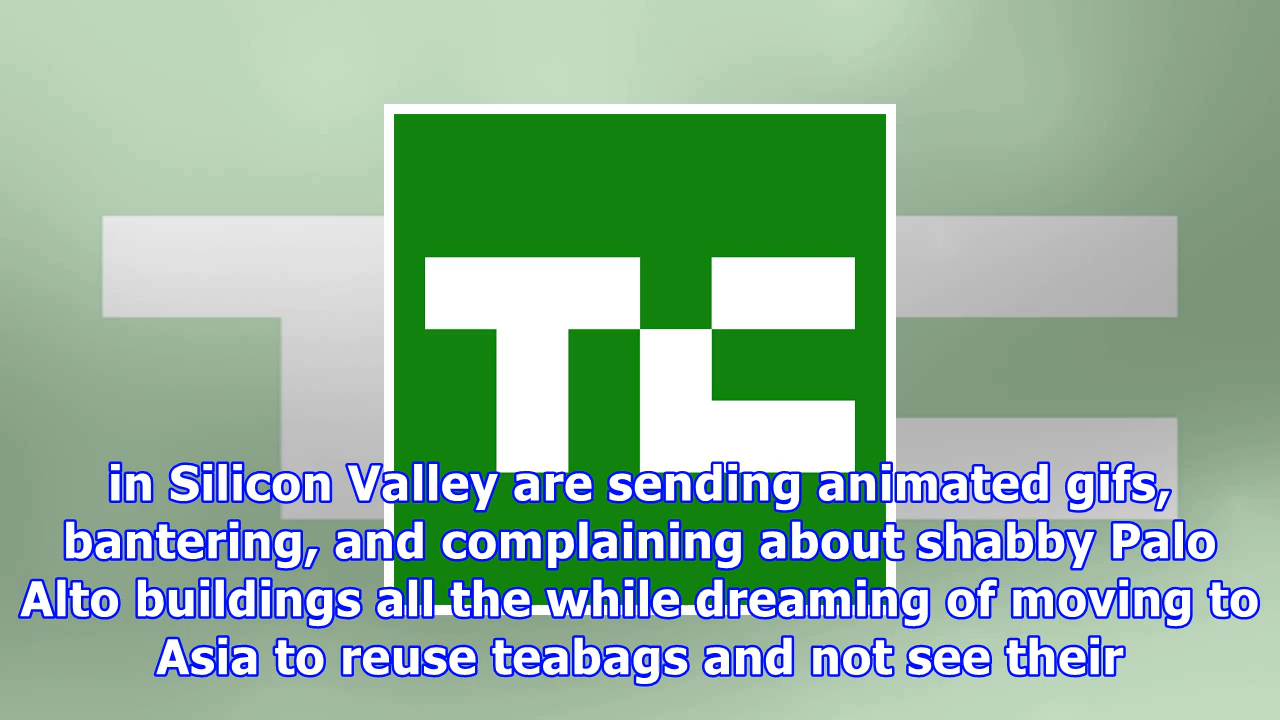 TC
in Silicon Valley are sending animated gifs,
bantering, and complaining about shabby Palo
Alto buildings all the while dreaming of moving to
Asia to reuse teabags and not see their